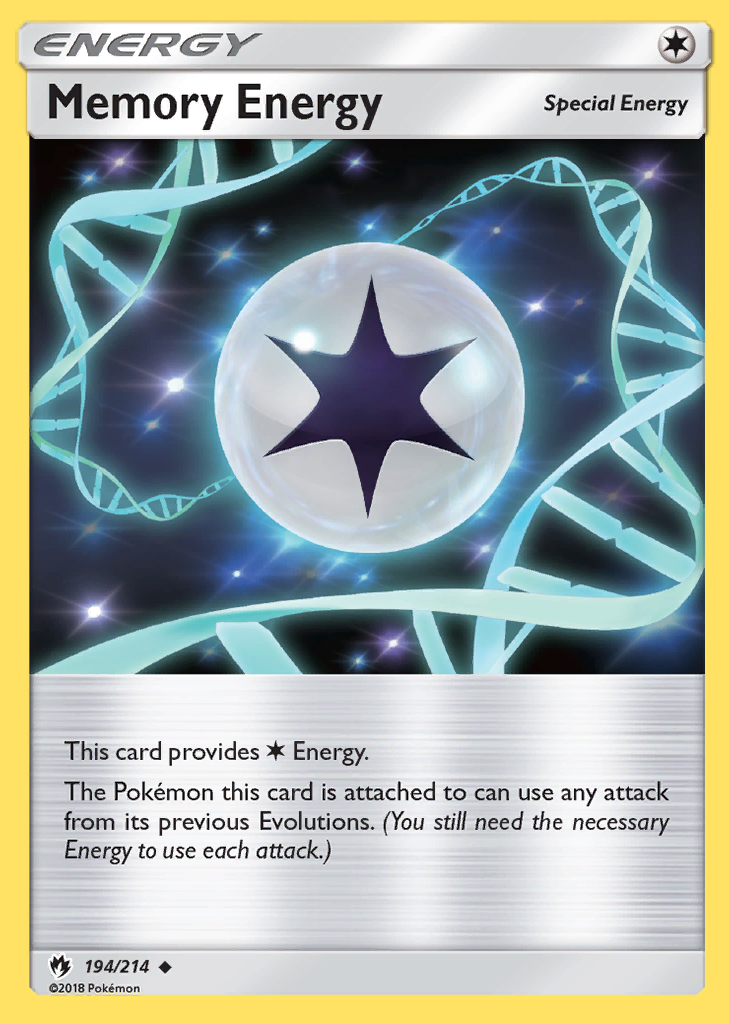 ENERGY
Memory Energy
Special Energy
This card provides Energy.
The Pokémon this card is attached to can use any attack
from its previous Evolutions. (You still need the necessary
Energy to use each attack.)
194/214
©2018 Pokémon